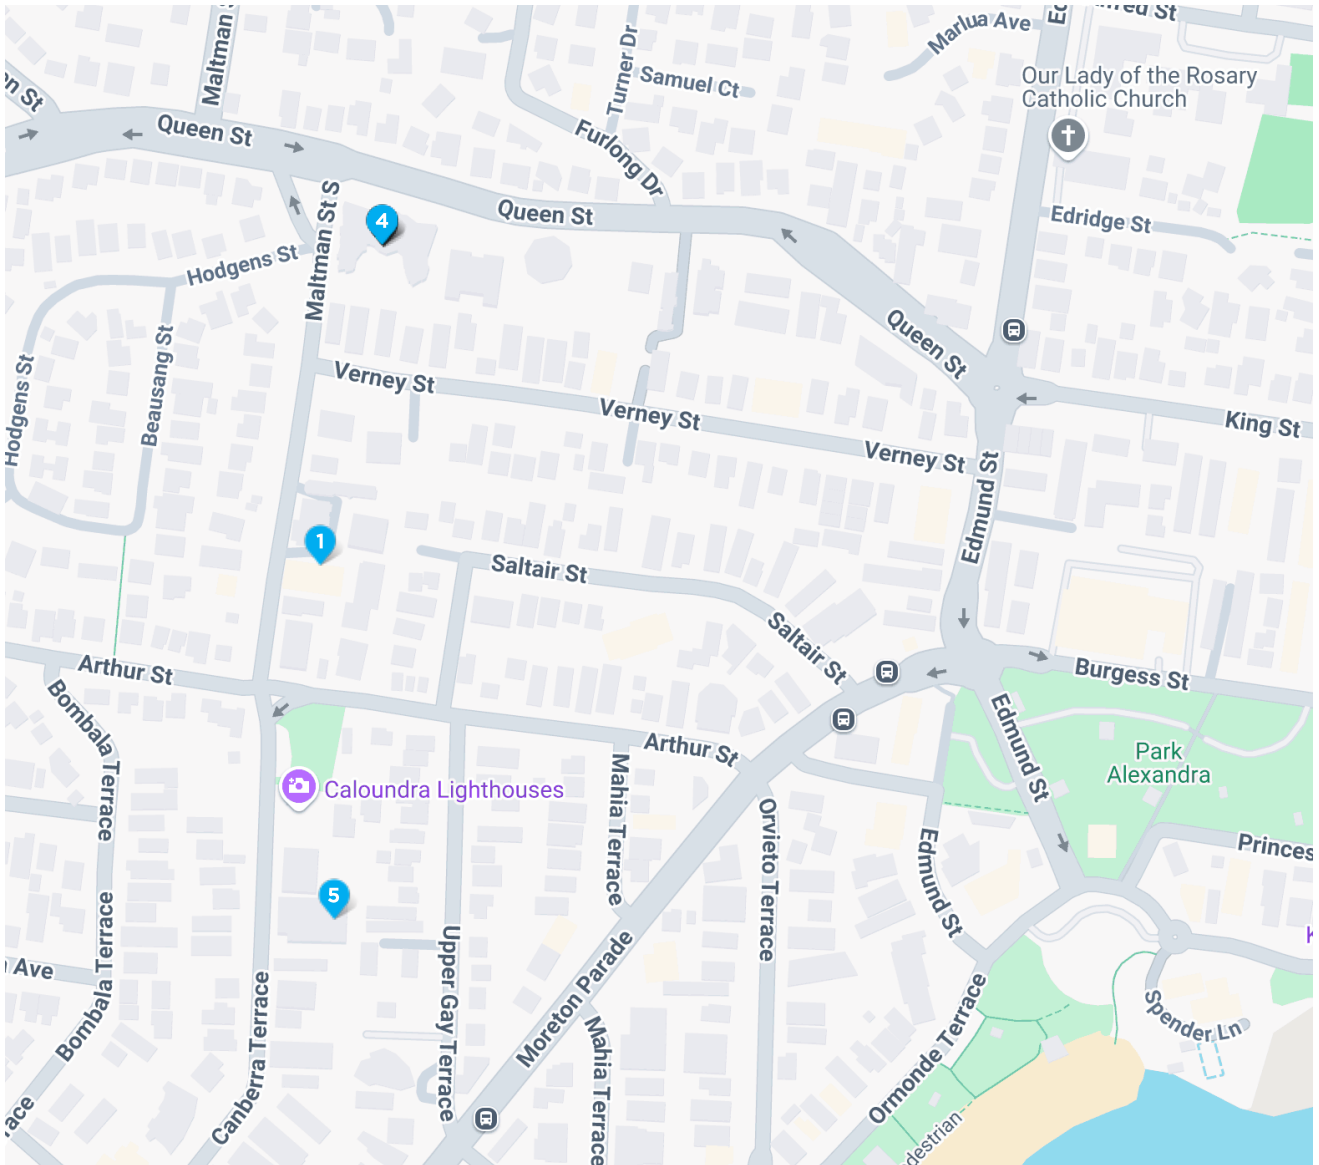 Marlua Ave
Our Lady of the Rosary
Catholic Church
Maltman
Turner Dr
Samuel Ct
Queen St
Furlong Dr
Maltman St S
4
Queen St
Edridge St
Hodgens St
Queen St
Verney St
Beausang St
Hodgens St
Verney St
King St
Verney St
Edmund St
1
Saltair St
Saltair St
Arthur St
Burgess St
Bombala Terrace
Edmund St
Park
Alexandra
Arthur St
Caloundra Lighthouses
Mahia Terrace
Orvieto Terrace
Edmund St
Princes
5
Ave
Bombala Terrace
Upper Gay Terrace
Moreton Parade
Canberra Terrace
Mahia Terrace
Ormonde Terrace
Spender Ln
destrian